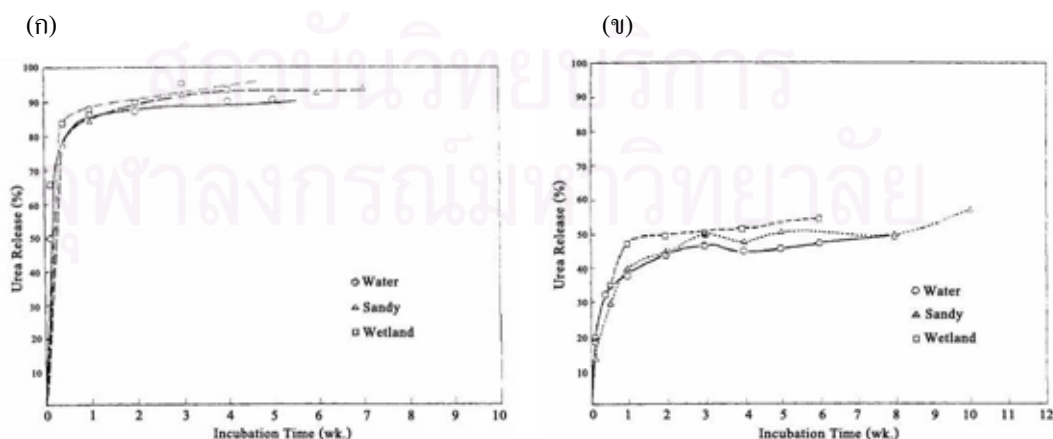 (ก)
(ข)
สถาบันวิทยบริการ
จุฬาลงกรณ์มหาวิทยาลัย
Urea Release (%)
100
90
80
70
60
50
40
30
20
10
Water
Sandy
Wetland
0 1 2 3 4 5 6 7 8 9 10
Incubation Time (wk.)
Urea Release (%)
100
90
80
70
60
50
40
30
20
10
Water
Sandy
Wetland
0 1 2 3 4 5 6 7 8 9 10 11 12
Incubation Time (wk.)